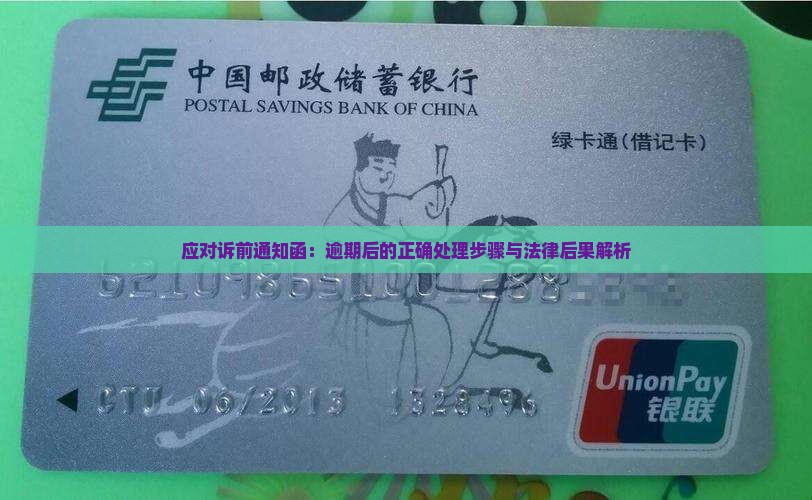 中国邮政储蓄银行
POSTAL SAVINGS BANK OF CHINA
绿卡通(借记卡)
应对诉前通知函：逾期后的正确处理步骤与法律后果解析
CTU 06/2013 1328496
UnionPay
银联